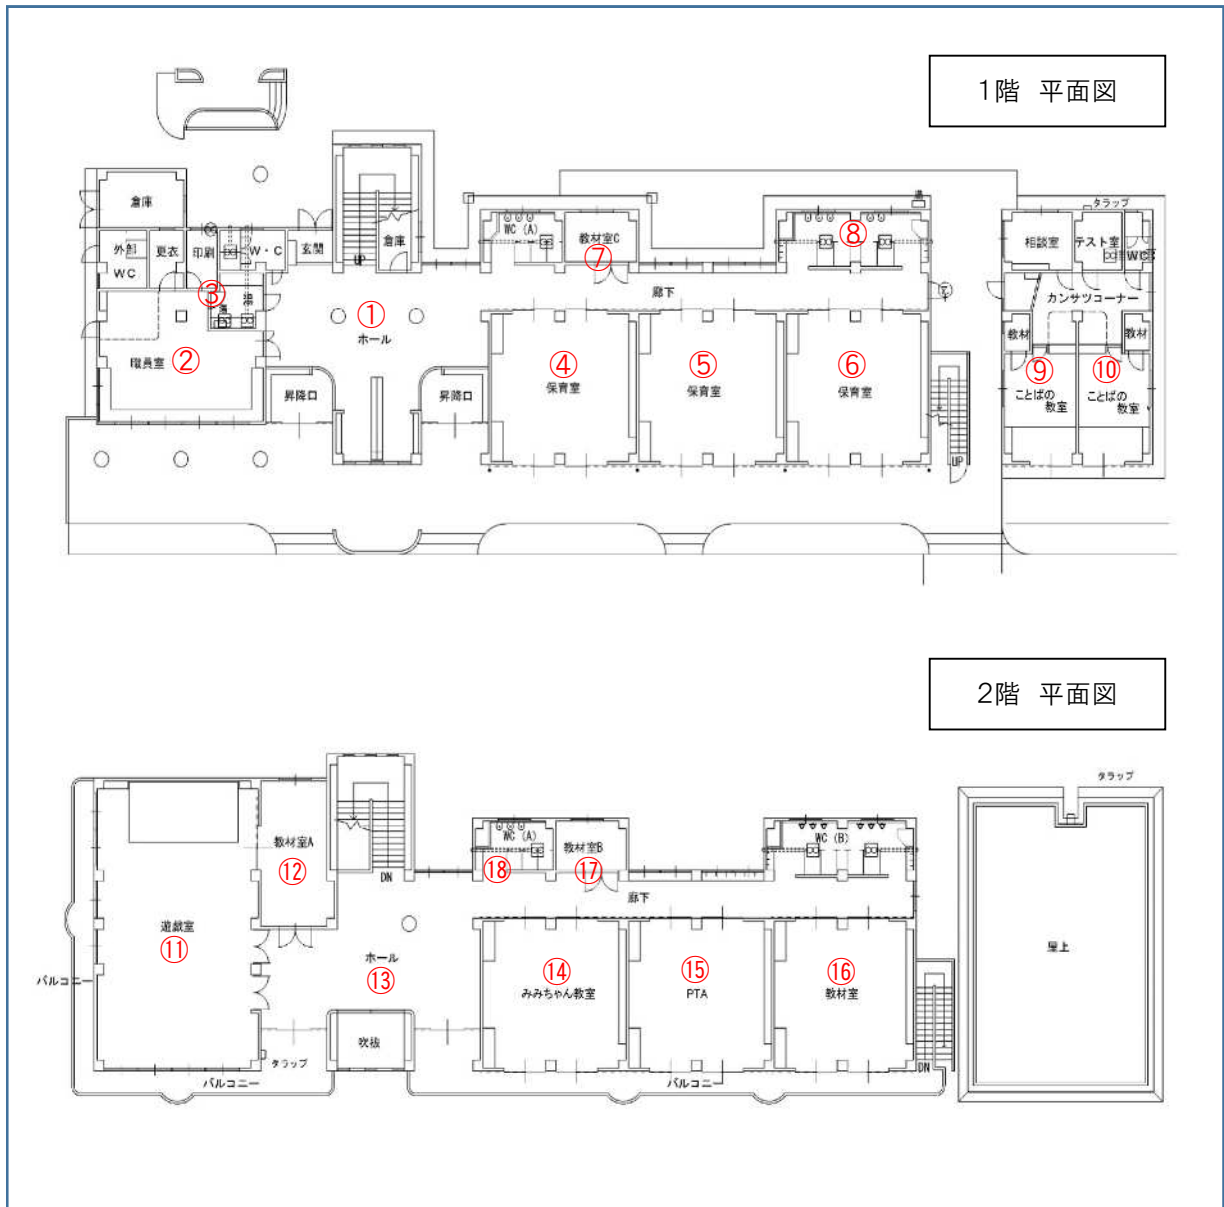 1階 平面図
倉庫
外部
WC
更衣
印刷
W・C
玄関
倉庫
UP
③
湯
② 職員室
①
ホール
昇降口
昇降口
WC (A)
教材室C
⑦
廊下
⑧
④
保育室
⑤
保育室
⑥
保育室
UP
タラップ
相談室
テスト室
WC
カンサツコーナー
教材
教材
⑨
ことばの
教室
⑩
ことばの
教室
2階 平面図
遊戯室
⑪
バルコニー
教材室A
⑫
DN
ホール
⑬
吹抜
タラップ
バルコニー
WC (A)
⑱
教材室B
⑰
廊下
WC (B)
⑭
みみちゃん教室
⑮
PTA
⑯
教材室
バルコニー
DN
タラップ
屋上